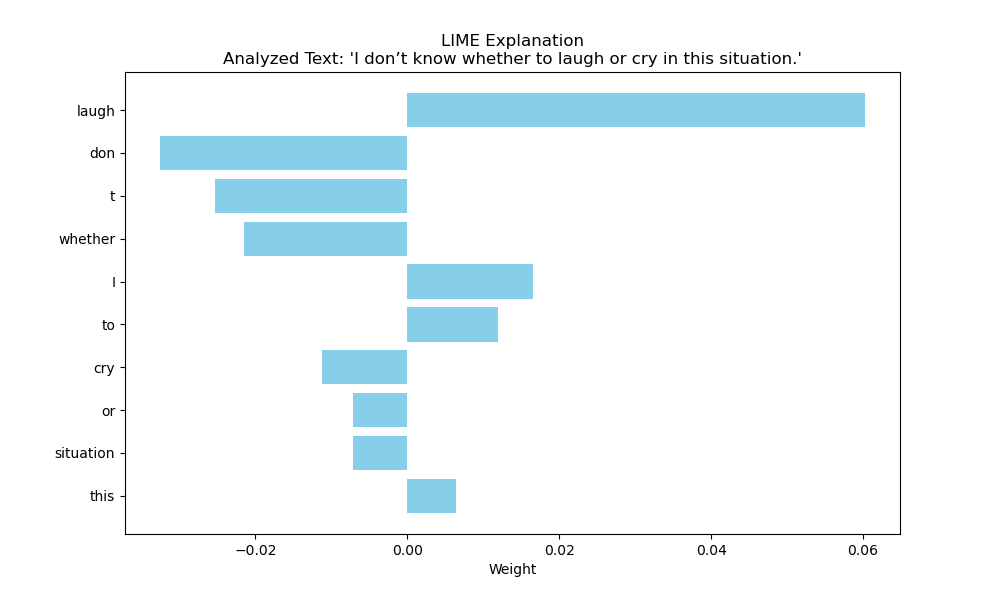 LIME Explanation
Analyzed Text: 'I don’t know whether to laugh or cry in this situation.'
laugh
don
t
whether
I
to
cry
or
situation
this
−0.02
0.00
0.02
0.04
0.06
Weight